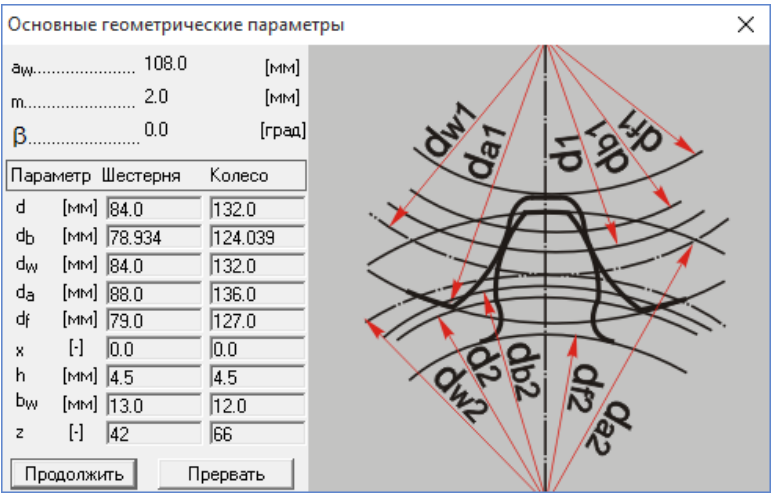 Основные геометрические параметры
aw..................... 108.0 [мм]
m....................... 2.0 [мм]
β....................... 0.0 [град]
Параметр Шестерня Колесо
d [мм] 84.0 132.0
db [мм] 78.934 124.039
dw [мм] 84.0 132.0
da [мм] 88.0 136.0
df [мм] 79.0 127.0
x [-] 0.0 0.0
h [мм] 4.5 4.5
bw [мм] 13.0 12.0
z [-] 42 66
Продолжить Прервать
dw1 da1 d1 db1 df1
dw2 d2 db2 df2 da2